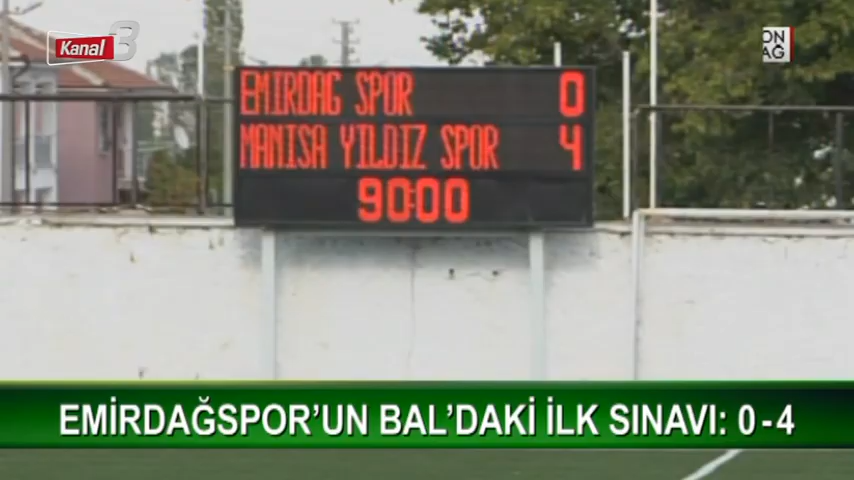 Kanal 3
ON
AĞ
EMIRDAG SPOR 0
MANISA YILDIZ SPOR 4
90:00
EMİRDAĞSPOR'UN BAL'DAKİ İLK SINAVI: 0-4